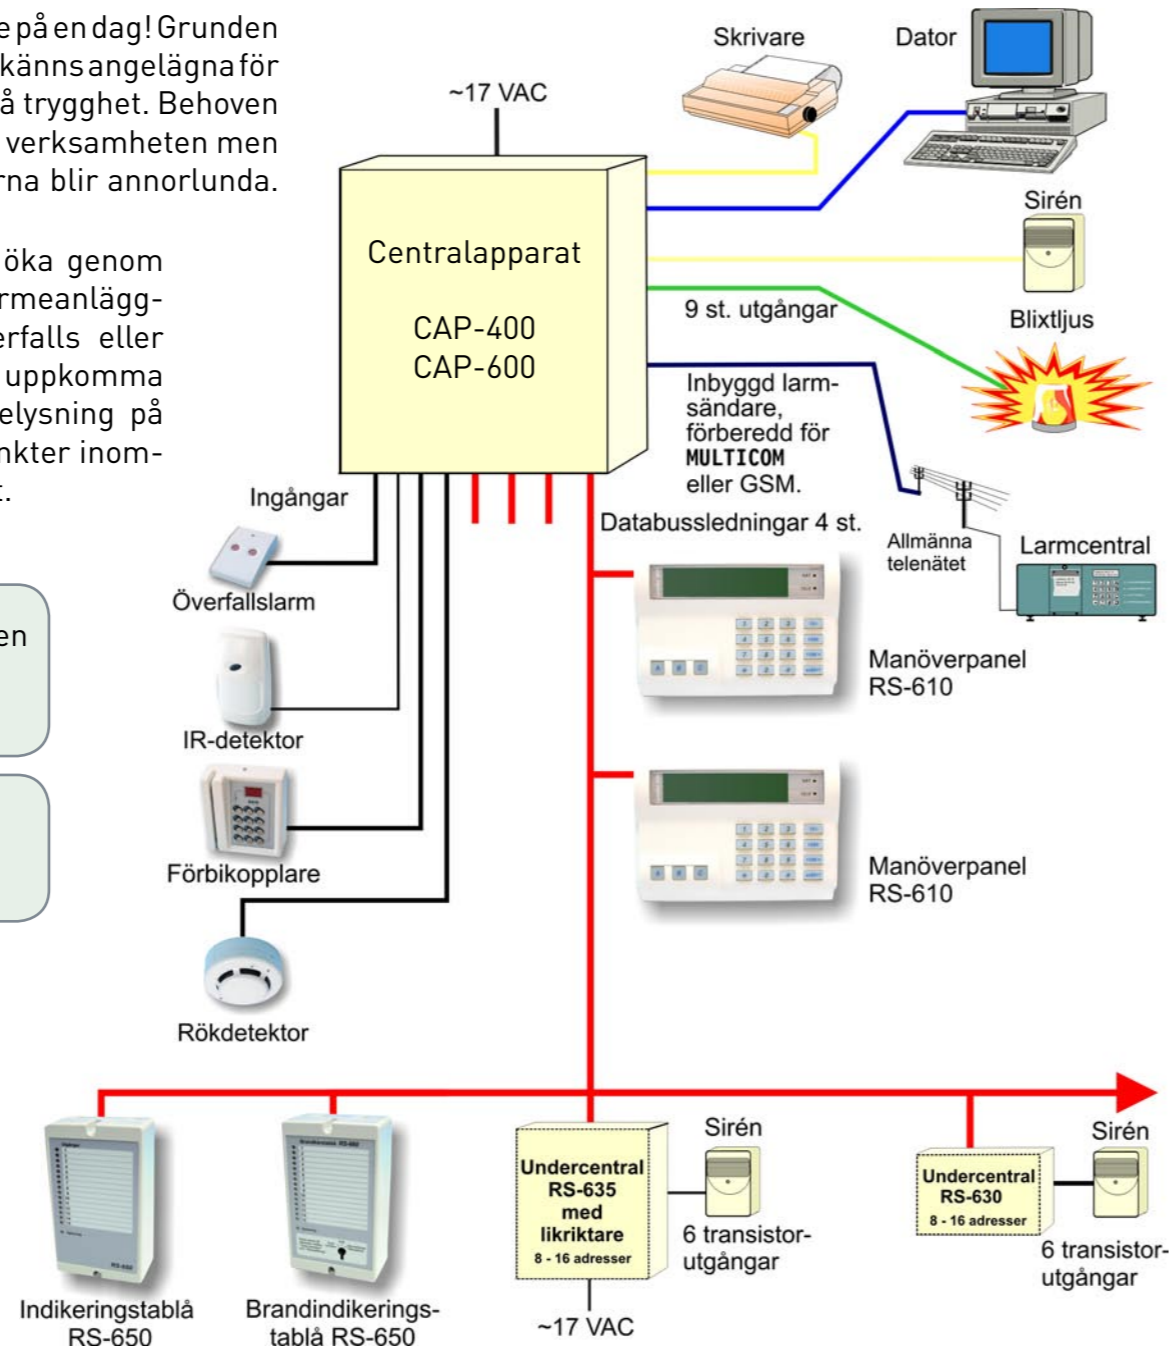 e på en dag! Grunden
känns angelägna för
å trygghet. Behoven
verksamheten men
rna blir annorlunda.
öka genom
rmeanlägg-
erfalls eller
uppkomma
elysning på
nkter inom-
t.
en
~17 VAC
Skrivare
Dator
Centralapparat
CAP-400
CAP-600
Sirén
9 st. utgångar
Blixtljus
Inbyggd larm-
sändare,
förberedd för
MULTICOM
eller GSM.
Ingångar
Databussledningar 4 st.
Allmänna
telenätet
Larmcentral
Överfallslarm
Manöverpanel
RS-610
IR-detektor
Förbikopplare
Manöverpanel
RS-610
Rökdetektor
Indikeringstablå
RS-650
Brandindikerings-
tablå RS-650
Undercentral
RS-635
med
likriktare
8 - 16 adresser
~17 VAC
Sirén
6 transistor-
utgångar
Undercentral
RS-630
8 - 16 adresser
Sirén
6 transistor-
utgångar